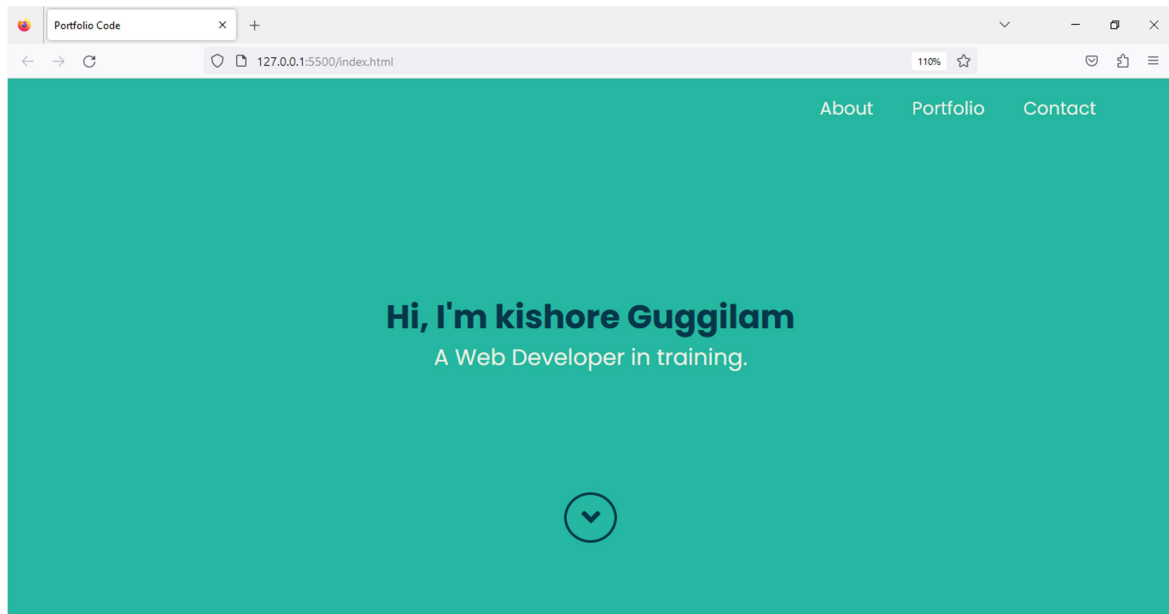 Portfolio Code
127.0.0.1:5500/index.html
110%
About Portfolio Contact
Hi, I'm kishore Guggilam
A Web Developer in training.